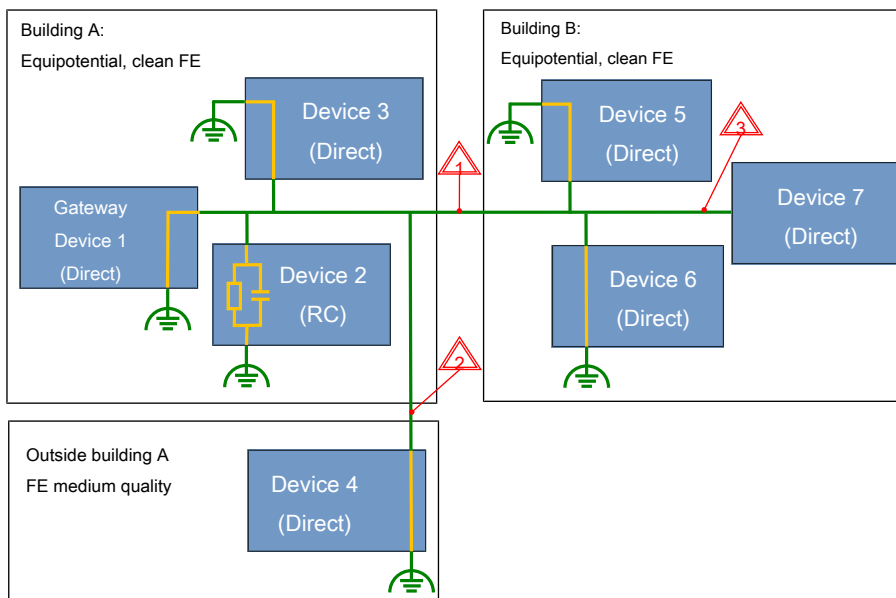 Building A:
Equipotential, clean FE
Device 3
(Direct)
Gateway
Device 1
(Direct)
Device 2
(RC)
1
2
Building B:
Equipotential, clean FE
Device 5
(Direct)
3
Device 7
(Direct)
Device 6
(Direct)
Outside building A
FE medium quality
Device 4
(Direct)